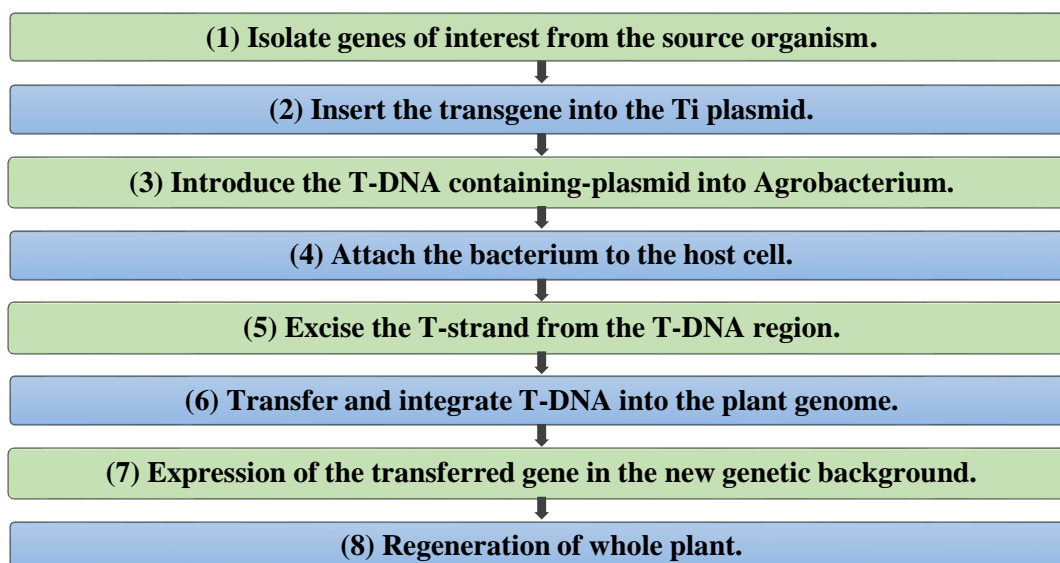 (1) Isolate genes of interest from the source organism.
(2) Insert the transgene into the Ti plasmid.
(3) Introduce the T-DNA containing-plasmid into Agrobacterium.
(4) Attach the bacterium to the host cell.
(5) Excise the T-strand from the T-DNA region.
(6) Transfer and integrate T-DNA into the plant genome.
(7) Expression of the transferred gene in the new genetic background.
(8) Regeneration of whole plant.